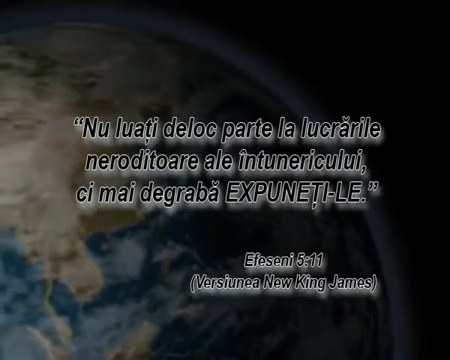 “Nu luați deloc parte la lucrările
neroditoare ale întunericului,
ci mai degrabă EXPUNEȚI-LE.”
Efeseni 5:11
(Versiunea New King James)